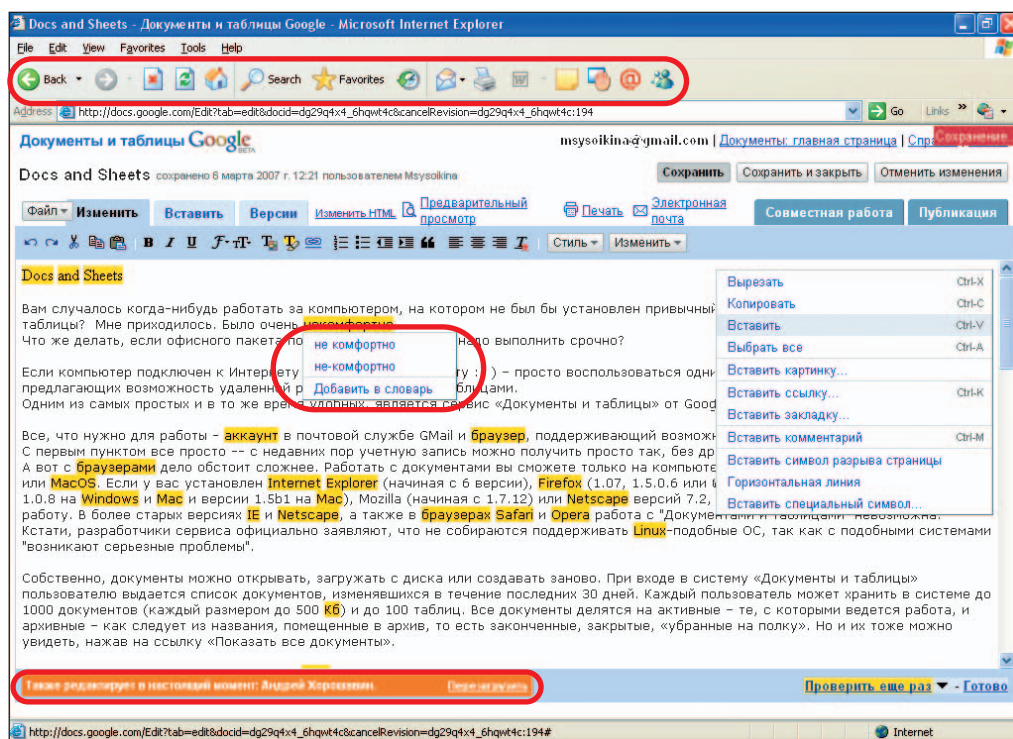 Docs and Sheets - Документы и таблицы Google - Microsoft Internet Explorer
File Edit View Favorites Tools Help
Back Search Favorites
Address http://docs.google.com/Edit?tab=edit&docid=dg29q4x4_6hqwt4c&cancelRevision=dg29q4x4_6hqwt4c:194 Go Links »
Документы и таблицы Google BETA msysoikina@gmail.com | Документы: главная страница | Спра Сохранение
Docs and Sheets сохранено 6 марта 2007 г. 12:21 пользователем Msysoikina Сохранить Сохранить и закрыть Отменить изменения
Файл Изменить Вставить Версии Изменить HTML Предварительный просмотр Печать Электронная почта Совместная работа Публикация
B I U Стиль Изменить
Docs and Sheets
Вам случалось когда-нибудь работать за компьютером, на котором не был бы установлен привычный
таблицы? Мне приходилось. Было очень некомфортно.
Что же делать, если офисного пакета по надо выполнить срочно?
Если компьютер подключен к Интернету ту : ) – просто воспользоваться одни
предлагающих возможность удаленной р блицами.
Одним из самых простых и в то же время удобных, является сервис «Документы и таблицы» от Goog
Все, что нужно для работы – аккаунт в почтовой службе GMail и браузер, поддерживающий возможн
С первым пунктом все просто -- с недавних пор учетную запись можно получить просто так, без др
А вот с браузерами дело обстоит сложнее. Работать с документами вы сможете только на компьюте
или MacOS. Если у вас установлен Internet Explorer (начиная с 6 версии), Firefox (1.07, 1.5.0.6 или
1.0.8 на Windows и Mac и версии 1.5b1 на Mac), Mozilla (начиная с 1.7.12) или Netscape версий 7.2,
работу. В более старых версиях IE и Netscape, а также в браузерах Safari и Opera работа с "Документами и таблицами" невозможна.
Кстати, разработчики сервиса официально заявляют, что не собираются поддерживать Linux-подобные ОС, так как с подобными системами
"возникают серьезные проблемы".
Собственно, документы можно открывать, загружать с диска или создавать заново. При входе в систему «Документы и таблицы»
пользователю выдается список документов, изменявшихся в течение последних 30 дней. Каждый пользователь может хранить в системе до
1000 документов (каждый размером до 500 Кб) и до 100 таблиц. Все документы делятся на активные – те, с которыми ведется работа, и
архивные – как следует из названия, помещенные в архив, то есть законченные, закрытые, «убранные на полку». Но и их тоже можно
увидеть, нажав на ссылку «Показать все документы».
не комфортно
не-комфортно
Добавить в словарь
Вырезать Ctrl-X
Копировать Ctrl-C
Вставить Ctrl-V
Выбрать все Ctrl-A
Вставить картинку...
Вставить ссылку... Ctrl-K
Вставить закладку...
Вставить комментарий Ctrl-M
Вставить символ разрыва страницы
Горизонтальная линия
Вставить специальный символ...
Также редактирует в настоящий момент: Андрей Перезагрузить
Проверить еще раз - Готово
http://docs.google.com/Edit?tab=edit&docid=dg29q4x4_6hqwt4c&cancelRevision=dg29q4x4_6hqwt4c:194# Internet